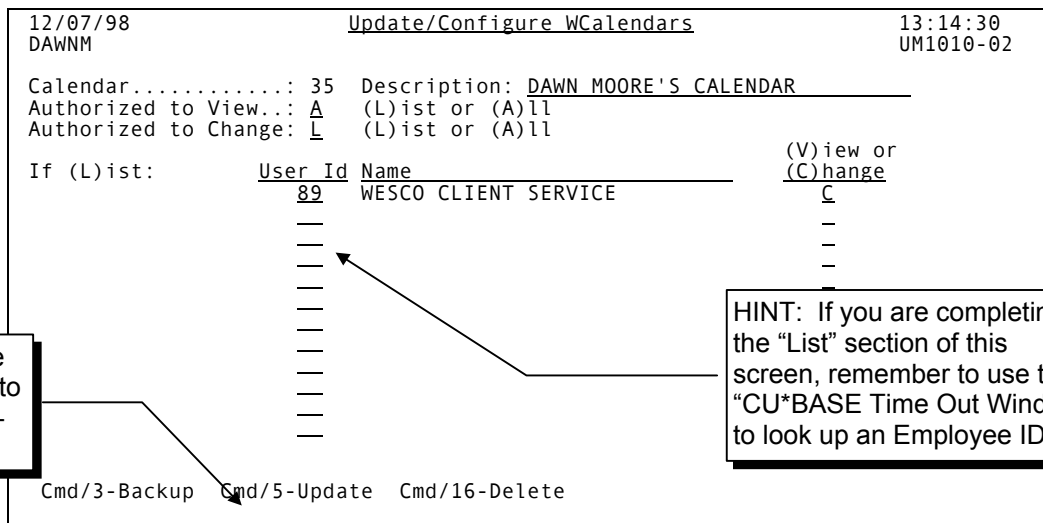 12/07/98 Update/Configure WCalendars 13:14:30
DAWNM UM1010-02
Calendar............: 35 Description: DAWN MOORE'S CALENDAR
Authorized to View..: A (L)ist or (A)ll
Authorized to Change: L (L)ist or (A)ll
(V)iew or
If (L)ist: User Id Name (C)hange
89 WESCO CLIENT SERVICE C
HINT: If you are
the “List” section of this
screen, remember to use
“CU*BASE Time Out
to look up an Employee ID
to
-
Cmd/3-Backup Cmd/5-Update Cmd/16-Delete